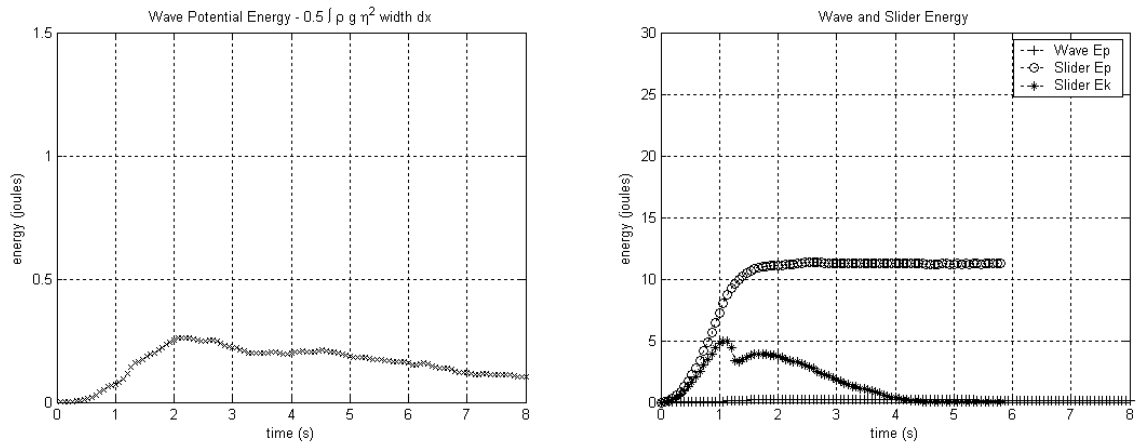 Wave Potential Energy - 0.5 ∫ ρ g η² width dx
1.5
1
0.5
0
energy (joules)
0 1 2 3 4 5 6 7 8
time (s)
Wave and Slider Energy
30
25
20
15
10
5
0
energy (joules)
Wave Ep
Slider Ep
Slider Ek
0 1 2 3 4 5 6 7 8
time (s)